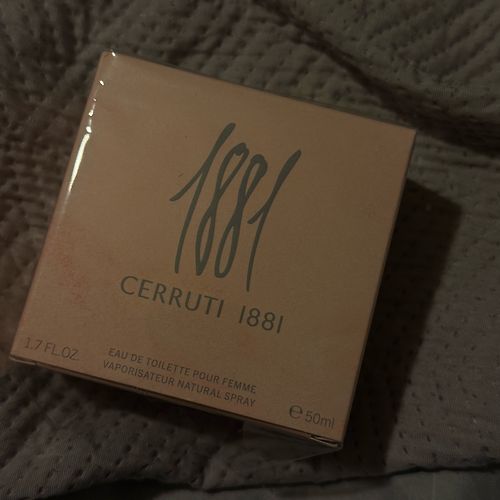 1881
CERRUTI 1881
1.7 FL.OZ.
EAU DE TOILETTE POUR FEMME
VAPORISATEUR NATURAL SPRAY
℮50ml